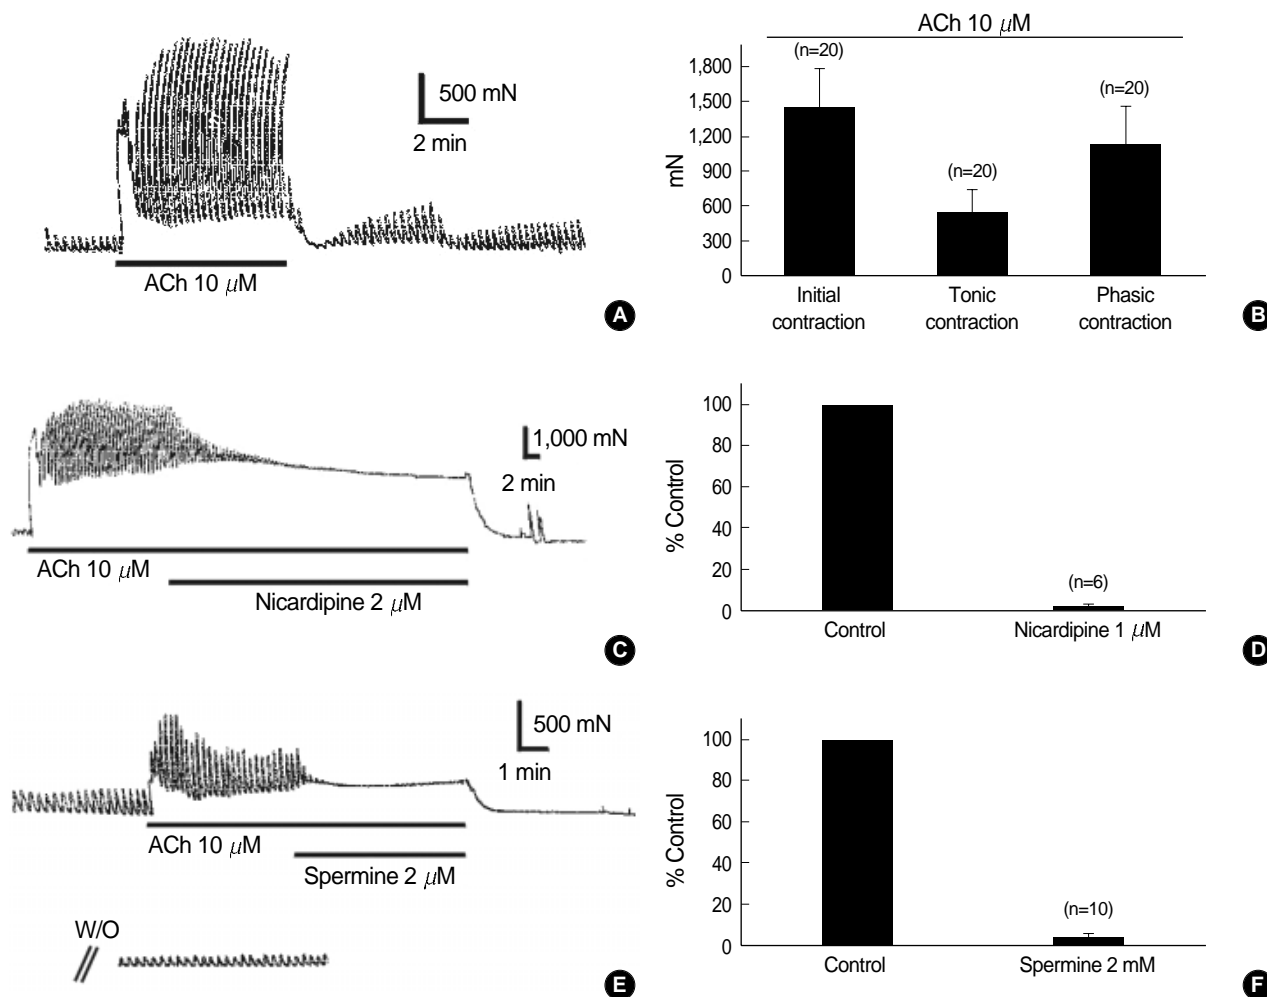 500 mN
2 min
ACh 10 μM
A
ACh 10 μM
(n=20)
(n=20)
(n=20)
1,800
1,500
1,200
900
600
300
0
mN
Initial
contraction
Tonic
contraction
Phasic
contraction
B
1,000 mN
2 min
ACh 10 μM
Nicardipine 2 μM
C
100
80
60
40
20
0
% Control
(n=6)
Control
Nicardipine 1 μM
D
500 mN
1 min
ACh 10 μM
Spermine 2 μM
W/O
E
100
80
60
40
20
0
% Control
(n=10)
Control
Spermine 2 mM
F